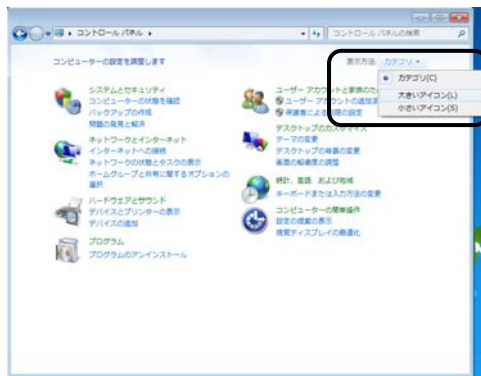 コントロール パネル
コントロール パネルの検索
コンピューターの設定を調整します
表示方法: カテゴリ
カテゴリ(C)
大きいアイコン(L)
小さいアイコン(S)
システムとセキュリティ
コンピューターの状態を確認
バックアップの作成
問題の発見と解決
ネットワークとインターネット
インターネットへの接続
ネットワークの状態とタスクの表示
ホームグループと共有に関するオプションの
選択
ハードウェアとサウンド
デバイスとプリンターの表示
デバイスの追加
プログラム
プログラムのアンインストール
ユーザー アカウントと家族のた
ユーザー アカウントの追加
保護者による
の設定
デスクトップのカスタマイズ
テーマの変更
デスクトップの背景の変更
画面の解像度の調整
時計、言語、および地域
キーボードまたは入力方法の変更
コンピューターの簡単操作
設定の提案の表示
視覚ディスプレイの最適化